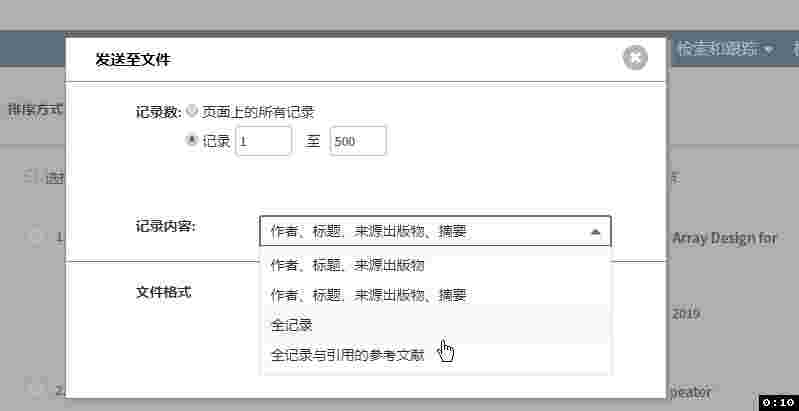 发送至文件
检索和跟踪
记录数: 页面上的所有记录
排序方式
记录 1 至 500
记录内容: 作者、标题、来源出版物、摘要
1
Array Design for
作者、标题、来源出版物
文件格式
作者、标题、来源出版物、摘要
2019
全记录
全记录与引用的参考文献
2.
peater
0:10